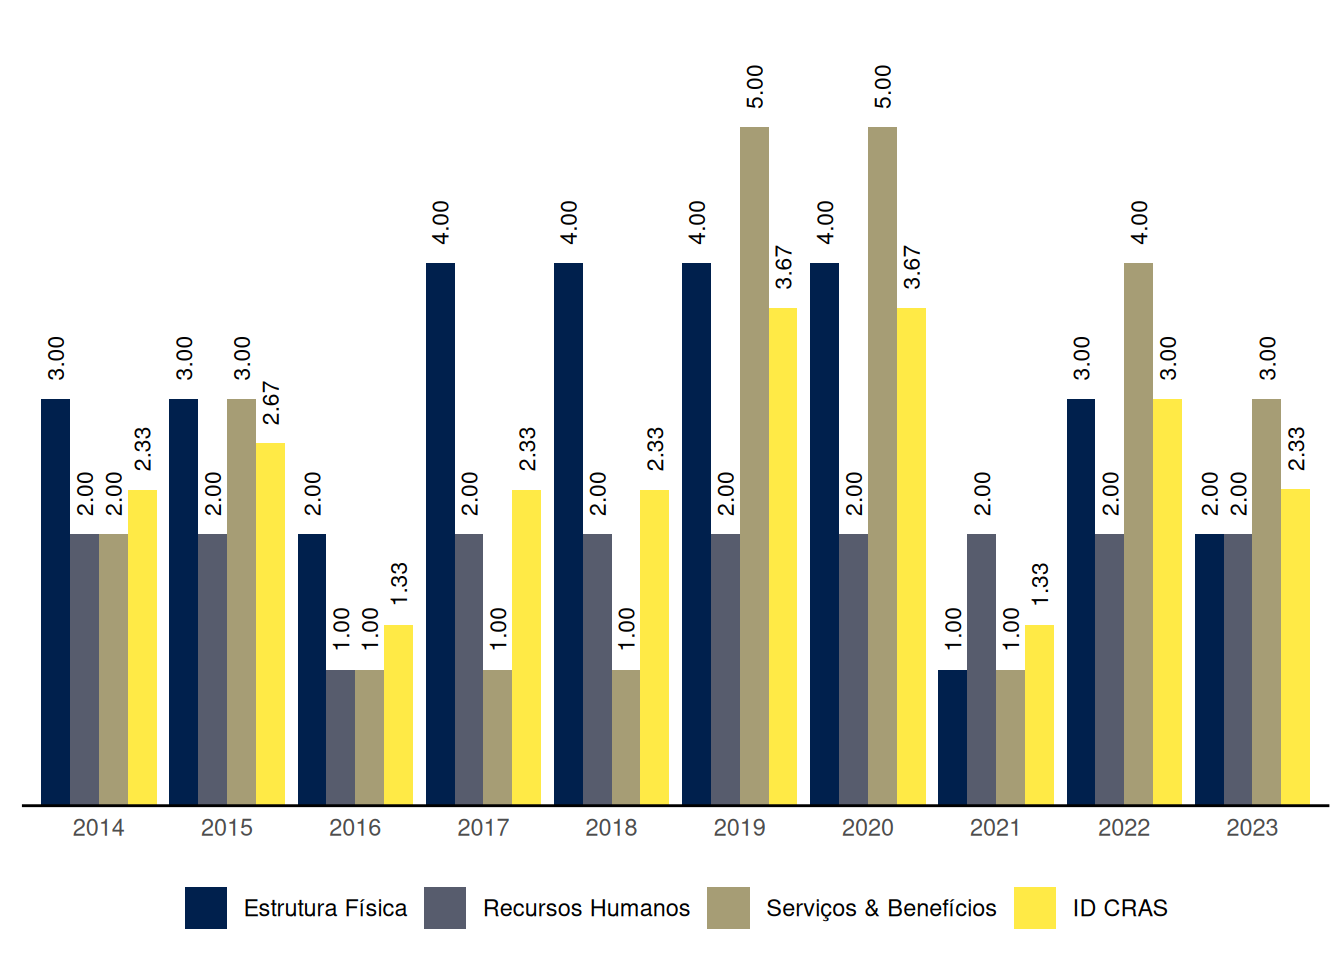 5.00 5.00
4.00 4.00 4.00 4.00 4.00
3.67 3.67
3.00 3.00 3.00 3.00 3.00 3.00
2.67
2.33 2.33 2.33 2.33
2.00 2.00 2.00 2.00 2.00 2.00 2.00 2.00 2.00 2.00 2.00 2.00
1.33 1.33
1.00 1.00 1.00 1.00 1.00 1.00
2014 2015 2016 2017 2018 2019 2020 2021 2022 2023
Estrutura Física Recursos Humanos Serviços & Benefícios ID CRAS